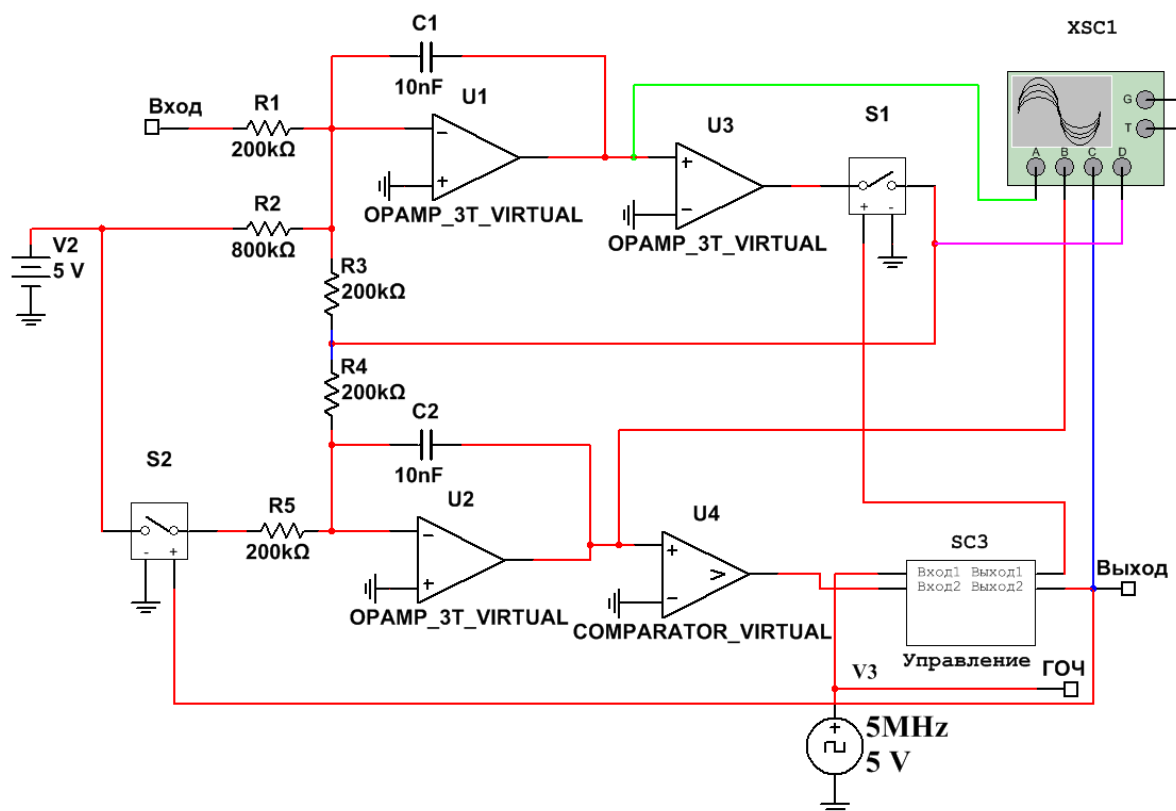 C1
10nF
XSC1
Вход
R1
200kΩ
U1
OPAMP_3T_VIRTUAL
U3
OPAMP_3T_VIRTUAL
S1
+ -
G
T
A B C D
V2
5 V
R2
800kΩ
R3
200kΩ
R4
200kΩ
C2
10nF
S2
- +
R5
200kΩ
U2
OPAMP_3T_VIRTUAL
U4
COMPARATOR_VIRTUAL
SC3
Вход1 Выход1
Вход2 Выход2
Управление
Выход
V3
ГОЧ
5MHz
5 V